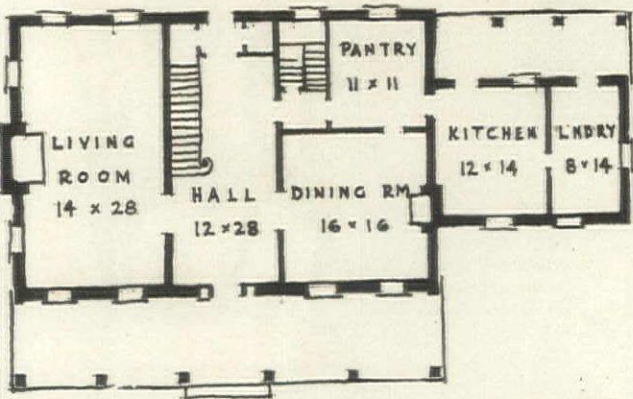 PANTRY
11 × 11
LIVING
ROOM
14 × 28
HALL
12 × 28
DINING RM
16 × 16
KITCHEN
12 × 14
LNDRY
8 × 14